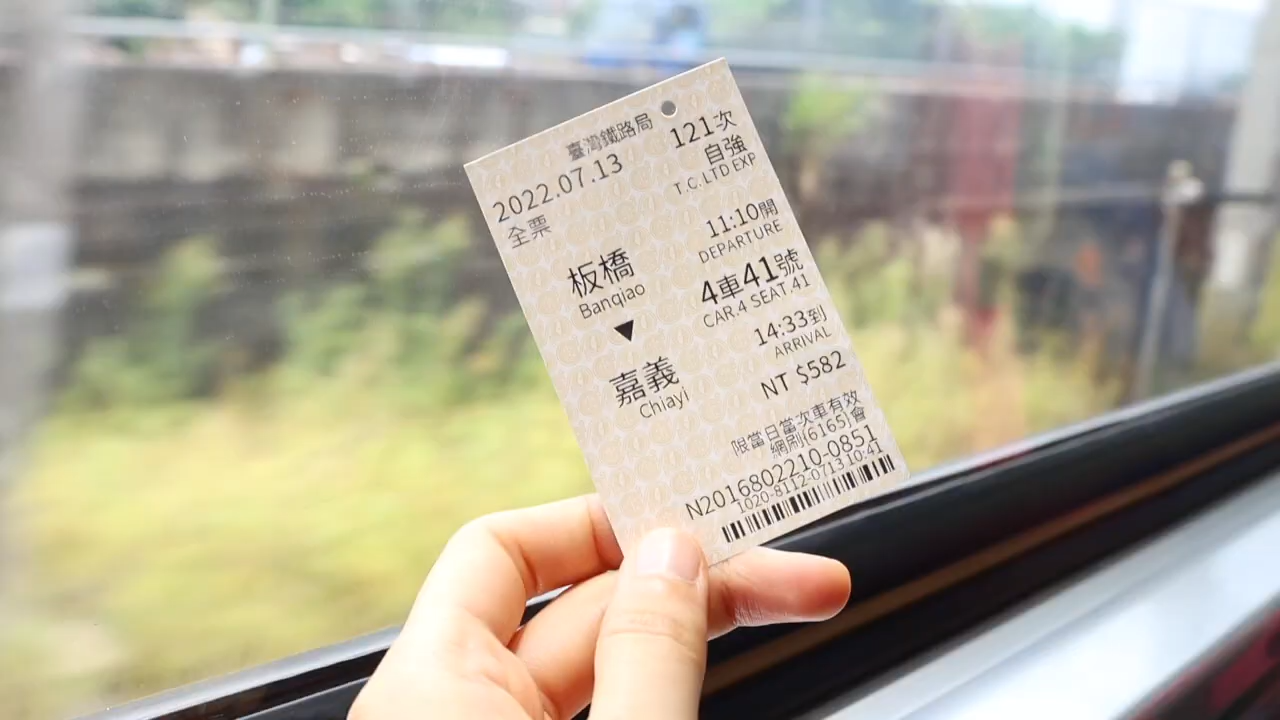 臺灣鐵路局
2022.07.13
121次
全票
自強
T.C.LTD EXP
板橋
Banqiao
11:10開
DEPARTURE
4車41號
CAR.4 SEAT 41
▼
嘉義
Chiayi
14:33到
ARRIVAL
NT $582
限當日當次車有效
網刷(6165)會
N2016802210-0851
1020-8112-0713 10:41